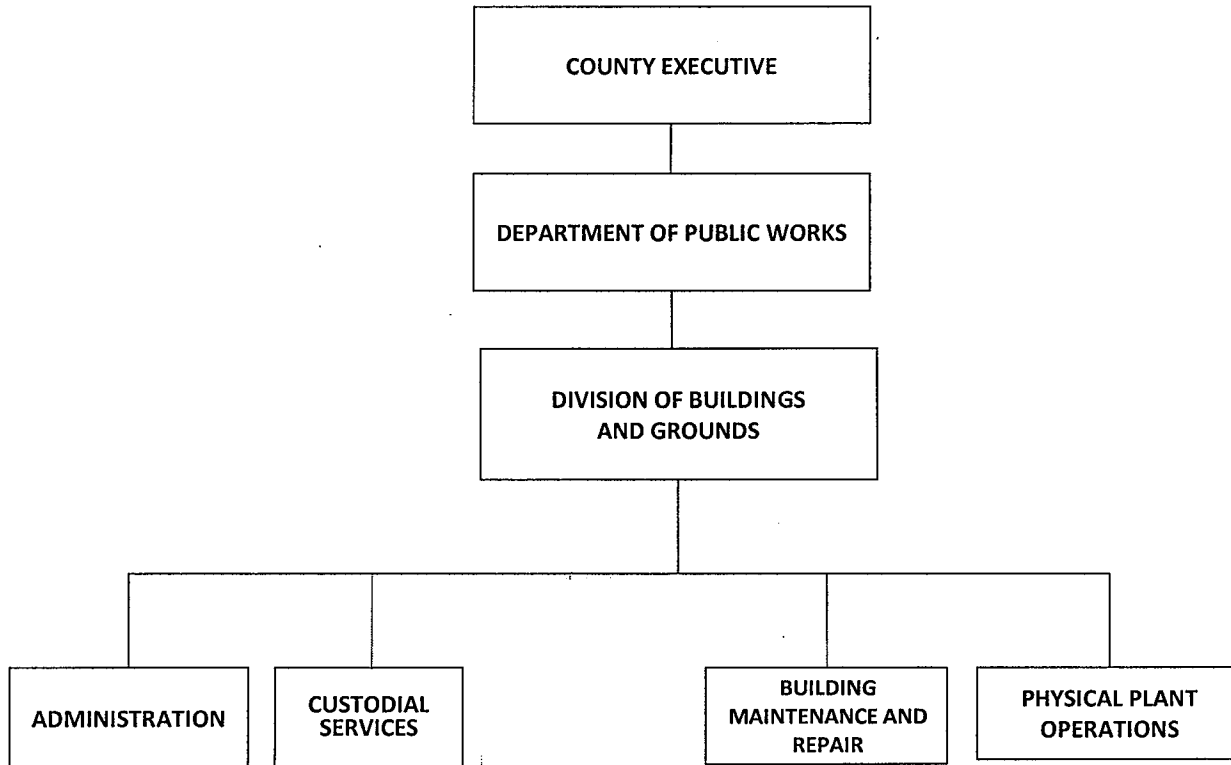 COUNTY EXECUTIVE
DEPARTMENT OF PUBLIC WORKS
DIVISION OF BUILDINGS
AND GROUNDS
ADMINISTRATION
CUSTODIAL
SERVICES
BUILDING
MAINTENANCE AND
REPAIR
PHYSICAL PLANT
OPERATIONS